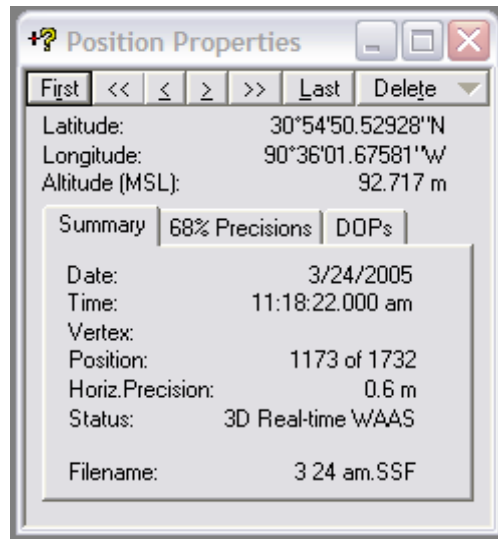 Position Properties
First << < > >> Last Delete
Latitude: 30°54'50.52928"N
Longitude: 90°36'01.67581"W
Altitude (MSL): 92.717 m
Summary 68% Precisions DOPs
Date: 3/24/2005
Time: 11:18:22.000 am
Vertex:
Position: 1173 of 1732
Horiz.Precision: 0.6 m
Status: 3D Real-time WAAS
Filename: 3 24 am.SSF